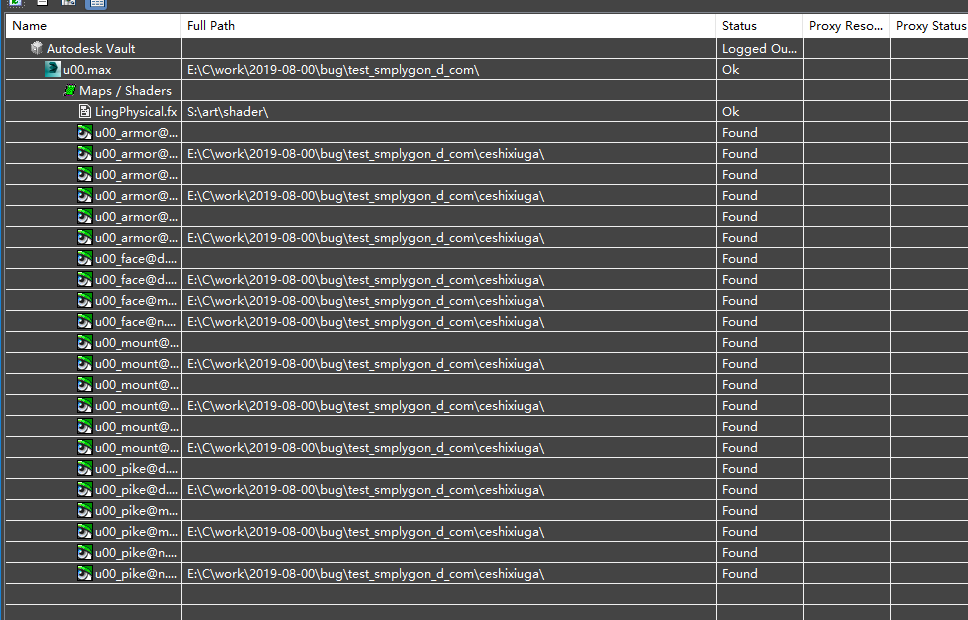 Name Full Path Status Proxy Reso... Proxy Status
Autodesk Vault Logged Ou...
u00.max E:\C\work\2019-08-00\bug\test_smplygon_d_com\ Ok
Maps / Shaders
LingPhysical.fx S:\art\shader\ Ok
u00_armor@... Found
u00_armor@... E:\C\work\2019-08-00\bug\test_smplygon_d_com\ceshixiuga\ Found
u00_armor@... Found
u00_armor@... E:\C\work\2019-08-00\bug\test_smplygon_d_com\ceshixiuga\ Found
u00_armor@... Found
u00_armor@... E:\C\work\2019-08-00\bug\test_smplygon_d_com\ceshixiuga\ Found
u00_face@d.... Found
u00_face@d.... E:\C\work\2019-08-00\bug\test_smplygon_d_com\ceshixiuga\ Found
u00_face@m... E:\C\work\2019-08-00\bug\test_smplygon_d_com\ceshixiuga\ Found
u00_face@n.... E:\C\work\2019-08-00\bug\test_smplygon_d_com\ceshixiuga\ Found
u00_mount@... Found
u00_mount@... E:\C\work\2019-08-00\bug\test_smplygon_d_com\ceshixiuga\ Found
u00_mount@... Found
u00_mount@... E:\C\work\2019-08-00\bug\test_smplygon_d_com\ceshixiuga\ Found
u00_mount@... Found
u00_mount@... E:\C\work\2019-08-00\bug\test_smplygon_d_com\ceshixiuga\ Found
u00_pike@d.... Found
u00_pike@d.... E:\C\work\2019-08-00\bug\test_smplygon_d_com\ceshixiuga\ Found
u00_pike@m... Found
u00_pike@m... E:\C\work\2019-08-00\bug\test_smplygon_d_com\ceshixiuga\ Found
u00_pike@n.... Found
u00_pike@n.... E:\C\work\2019-08-00\bug\test_smplygon_d_com\ceshixiuga\ Found